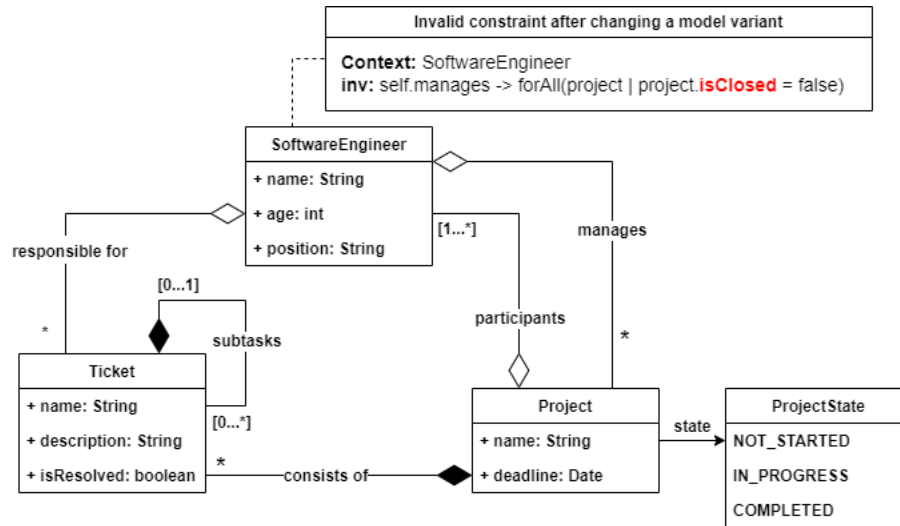 Invalid constraint after changing a model variant
Context: SoftwareEngineer
inv: self.manages -> forAll(project | project.isClosed = false)
SoftwareEngineer
+ name: String
+ age: int
+ position: String
[1...*]
manages
responsible for
[0...1]
*
subtasks
participants
*
Ticket
+ name: String
+ description: String
+ isResolved: boolean
[0...*]
*
consists of
Project
+ name: String
+ deadline: Date
state
ProjectState
NOT_STARTED
IN_PROGRESS
COMPLETED